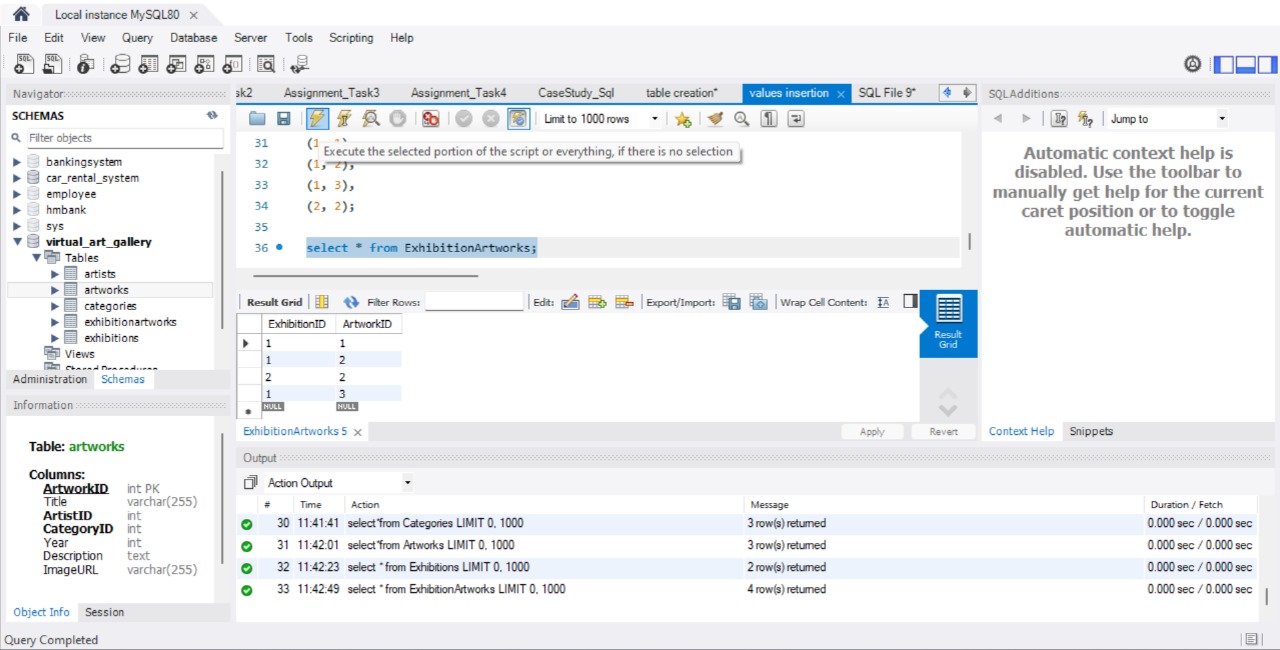 Local instance MySQL80
File Edit View Query Database Server Tools Scripting Help
Navigator
SCHEMAS
Filter objects
bankingsystem
car_rental_system
employee
hmbank
sys
virtual_art_gallery
Tables
artists
artworks
categories
exhibitionartworks
exhibitions
Views
Stored Procedures
Administration Schemas
Information
Table: artworks
Columns:
ArtworkID int PK
Title varchar(255)
ArtistID int
CategoryID int
Year int
Description text
ImageURL varchar(255)
Object Info Session
sk2 Assignment_Task3 Assignment_Task4 CaseStudy_Sql table creation* values insertion SQL File 9*
Limit to 1000 rows
31 (1, 1),
Execute the selected portion of the script or everything, if there is no selection
32 (1, 2),
33 (1, 3),
34 (2, 2);
35
36 select * from ExhibitionArtworks;
Result Grid Filter Rows: Edit: Export/Import: Wrap Cell Content: IA
ExhibitionID ArtworkID
1 1
1 2
2 2
1 3
NULL NULL
Result
Grid
ExhibitionArtworks 5 Apply Revert
SQLAdditions
Jump to
Automatic context help is
disabled. Use the toolbar to
manually get help for the current
caret position or to toggle
automatic help.
Context Help Snippets
Output
Action Output
# Time Action Message Duration / Fetch
30 11:41:41 select*from Categories LIMIT 0, 1000 3 row(s) returned 0.000 sec / 0.000 sec
31 11:42:01 select*from Artworks LIMIT 0, 1000 3 row(s) returned 0.000 sec / 0.000 sec
32 11:42:23 select * from Exhibitions LIMIT 0, 1000 2 row(s) returned 0.000 sec / 0.000 sec
33 11:42:49 select * from ExhibitionArtworks LIMIT 0, 1000 4 row(s) returned 0.000 sec / 0.000 sec
Query Completed